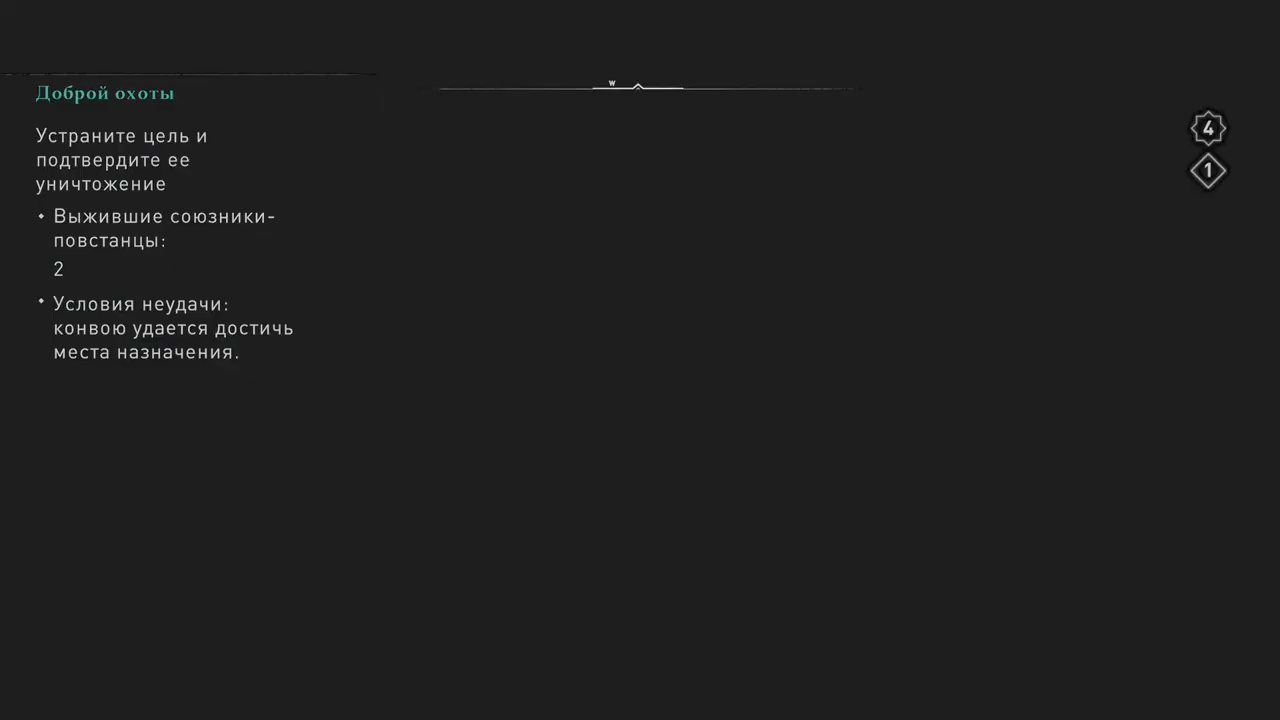 Доброй охоты
W
Устраните цель и
подтвердите ее
уничтожение
Выжившие союзники-
повстанцы:
2
Условия неудачи:
конвою удается достичь
места назначения.
4
1